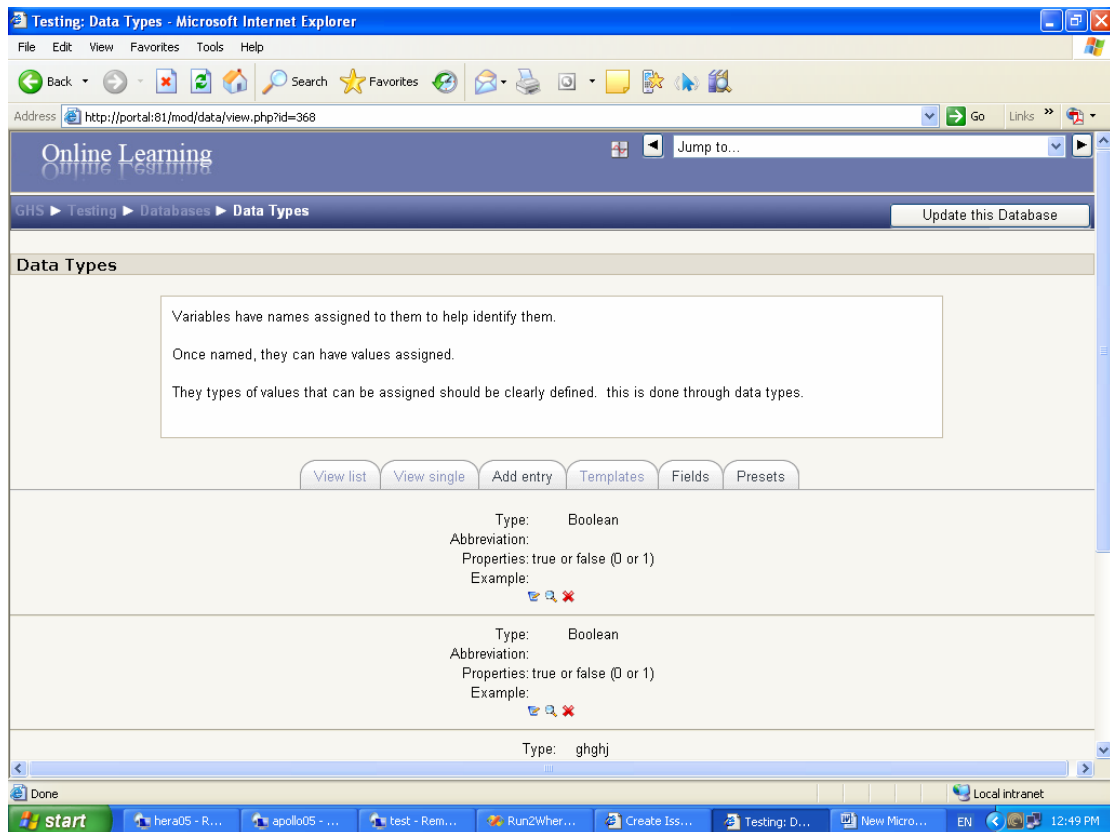 Testing: Data Types - Microsoft Internet Explorer
File Edit View Favorites Tools Help
Back Search Favorites
Address http://portal:81/mod/data/view.php?id=368 Go Links »
Online Learning Jump to...
GHS ► Testing ► Databases ► Data Types Update this Database
Data Types
Variables have names assigned to them to help identify them.
Once named, they can have values assigned.
They types of values that can be assigned should be clearly defined. this is done through data types.
View list View single Add entry Templates Fields Presets
Type: Boolean
Abbreviation:
Properties: true or false (0 or 1)
Example:
Type: Boolean
Abbreviation:
Properties: true or false (0 or 1)
Example:
Type: ghghj
Done Local intranet
start hera05 - R... apollo05 - ... test - Rem... Run2Wher... Create Iss... Testing: D... New Micro... EN 12:49 PM